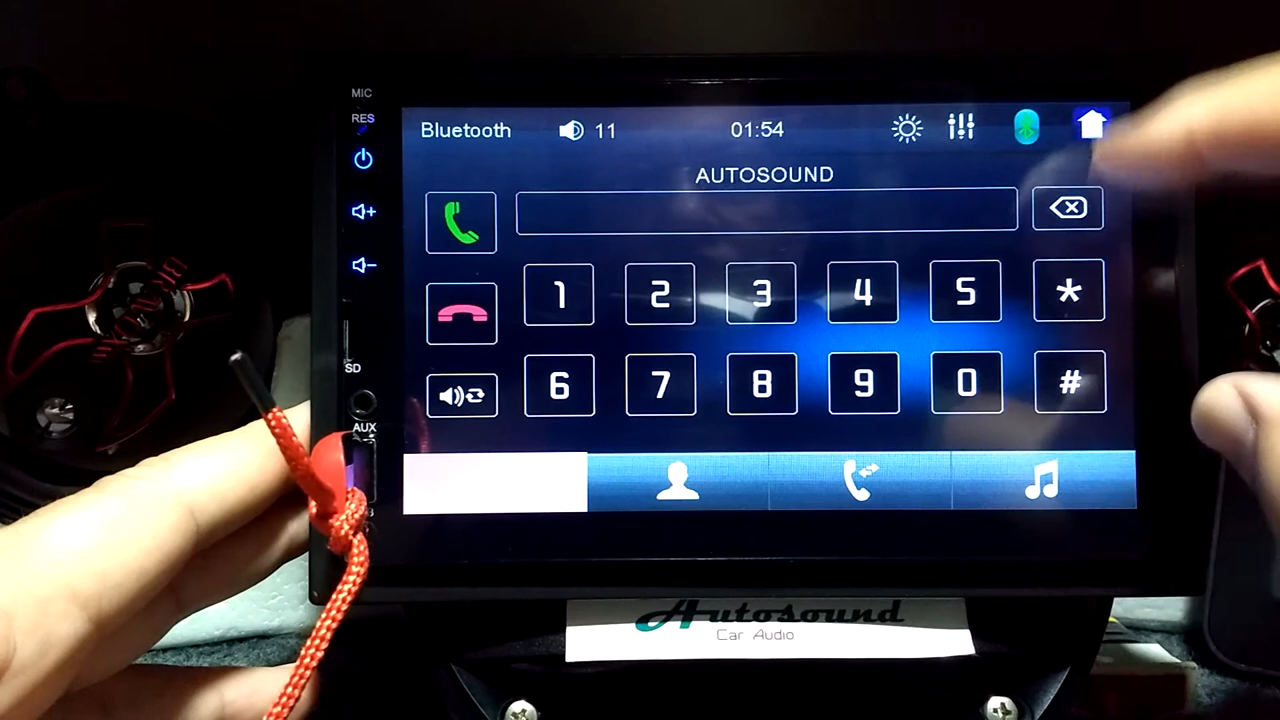 MIC
RES
Bluetooth 11 01:54
AUTOSOUND
1 2 3 4 5 *
6 7 8 9 0 #
SD
AUX
Autosound
Car Audio